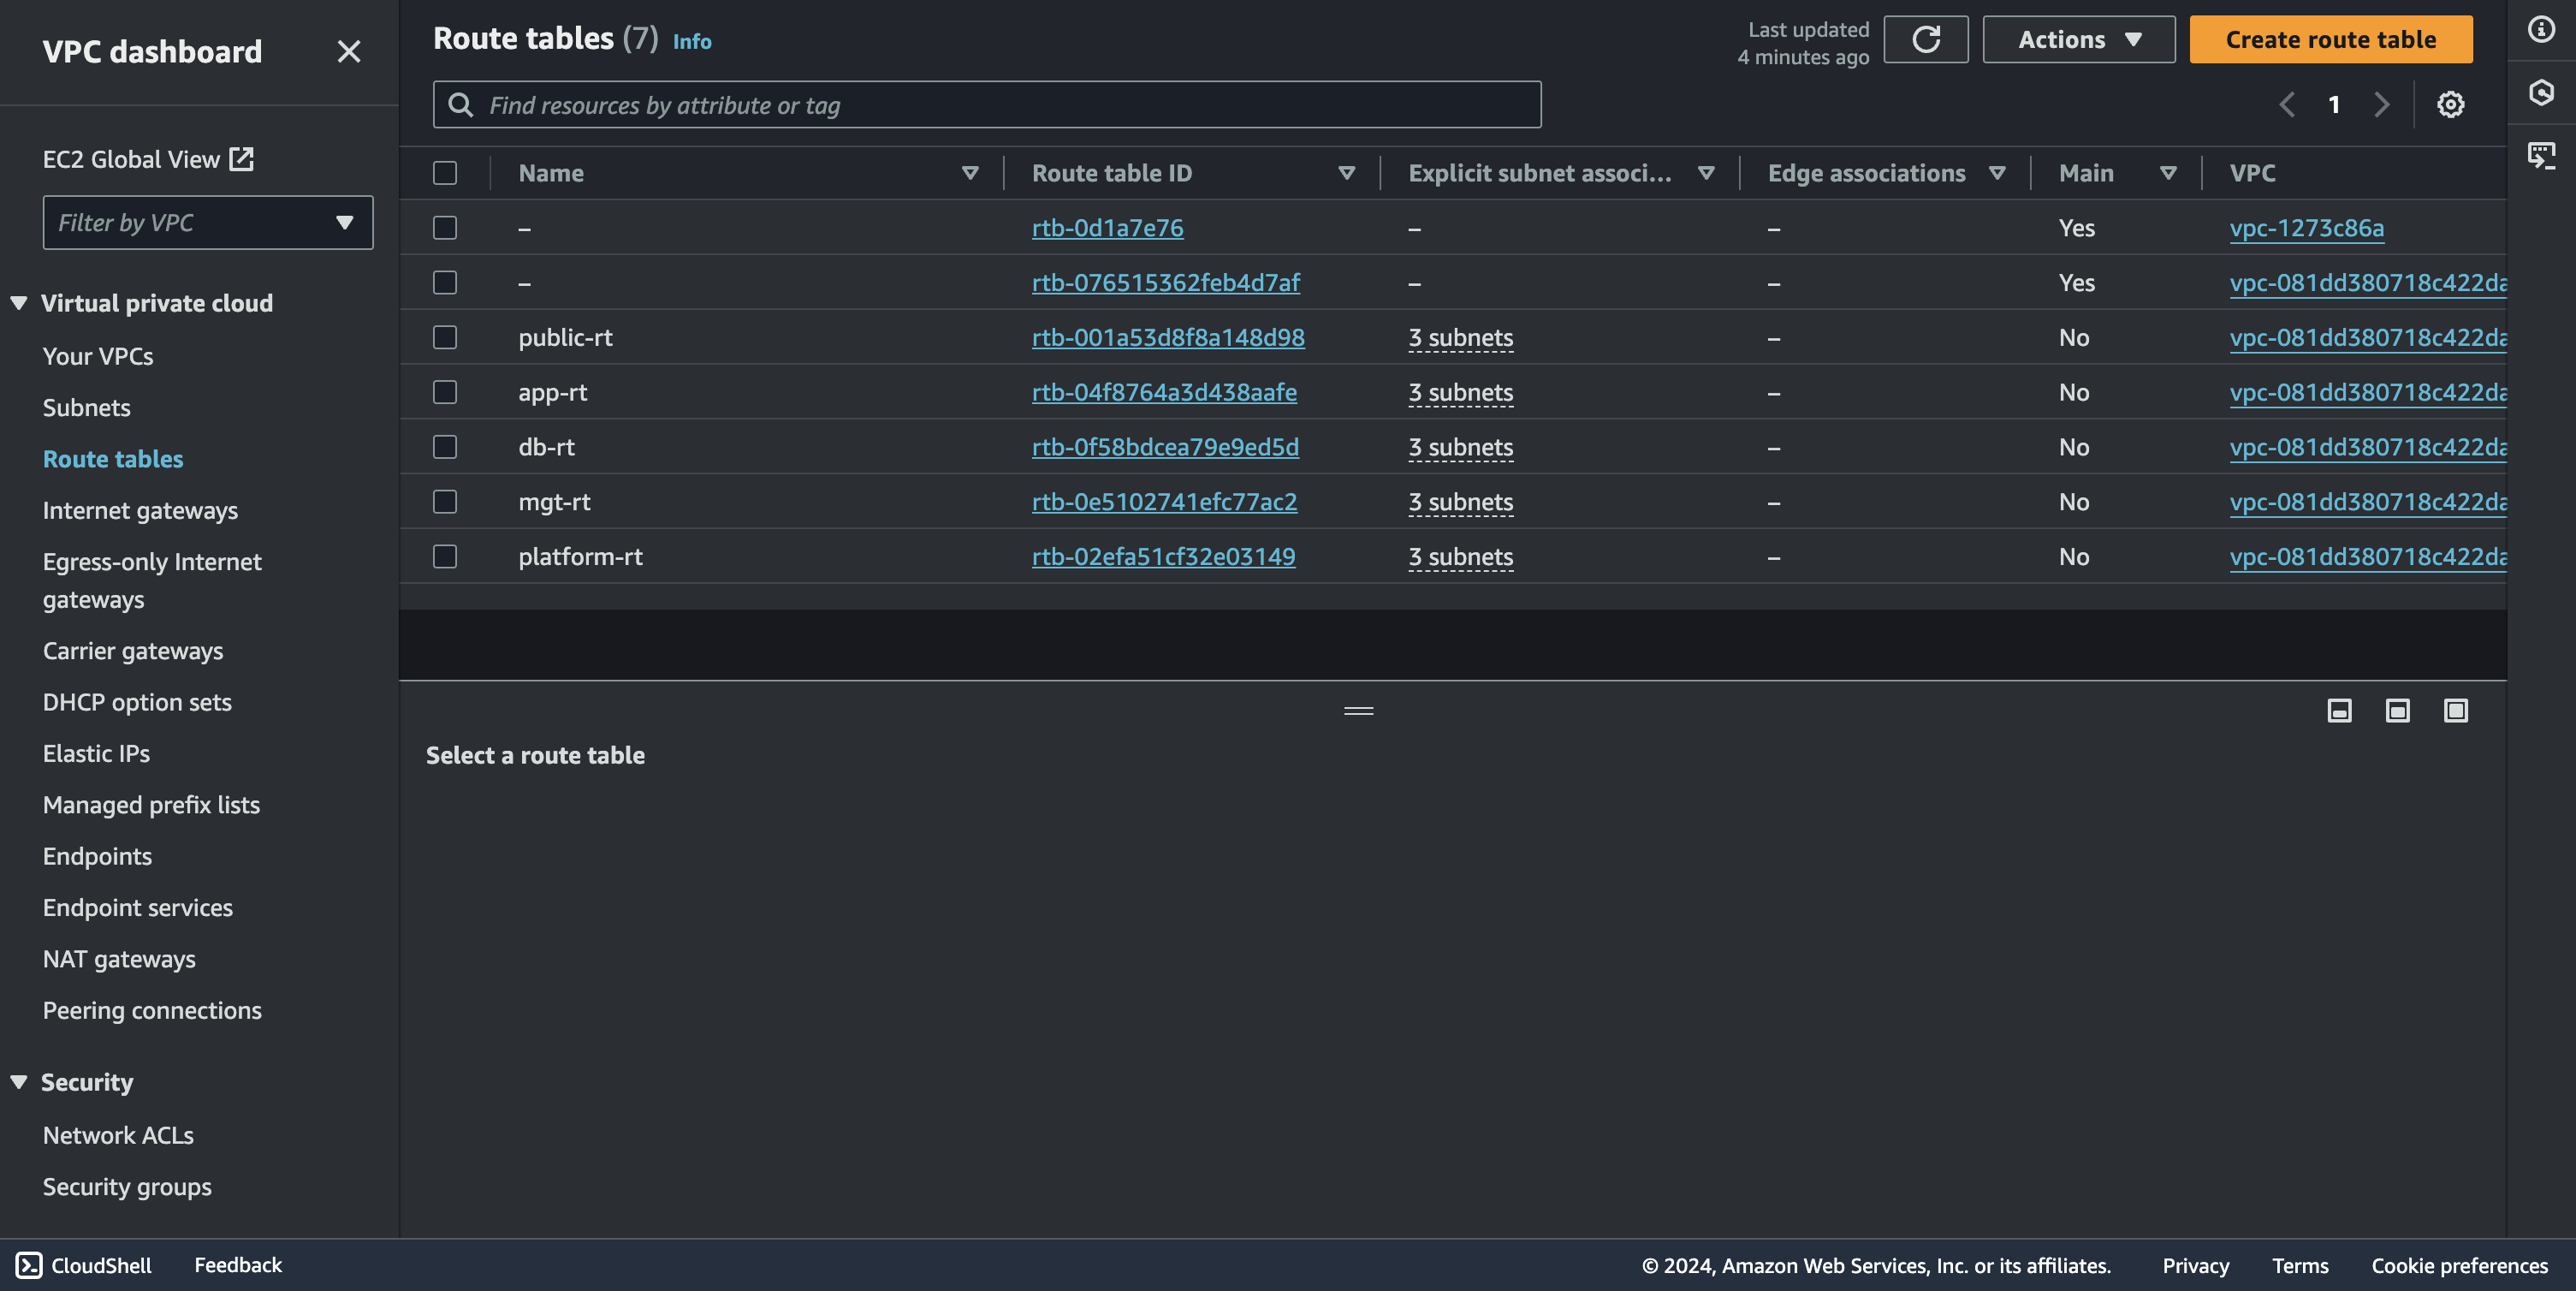 VPC dashboard
EC2 Global View
Filter by VPC
Virtual private cloud
Your VPCs
Subnets
Route tables
Internet gateways
Egress-only Internet
gateways
Carrier gateways
DHCP option sets
Elastic IPs
Managed prefix lists
Endpoints
Endpoint services
NAT gateways
Peering connections
Security
Network ACLs
Security groups
Route tables (7) Info
Last updated
4 minutes ago
Actions
Create route table
Find resources by attribute or tag
1
Name Route table ID Explicit subnet associ... Edge associations Main VPC
– rtb-0d1a7e76 – – Yes vpc-1273c86a
– rtb-076515362feb4d7af – – Yes vpc-081dd380718c422da
public-rt rtb-001a53d8f8a148d98 3 subnets – No vpc-081dd380718c422da
app-rt rtb-04f8764a3d438aafe 3 subnets – No vpc-081dd380718c422da
db-rt rtb-0f58bdcea79e9ed5d 3 subnets – No vpc-081dd380718c422da
mgt-rt rtb-0e5102741efc77ac2 3 subnets – No vpc-081dd380718c422da
platform-rt rtb-02efa51cf32e03149 3 subnets – No vpc-081dd380718c422da
Select a route table
CloudShell Feedback © 2024, Amazon Web Services, Inc. or its affiliates. Privacy Terms Cookie preferences